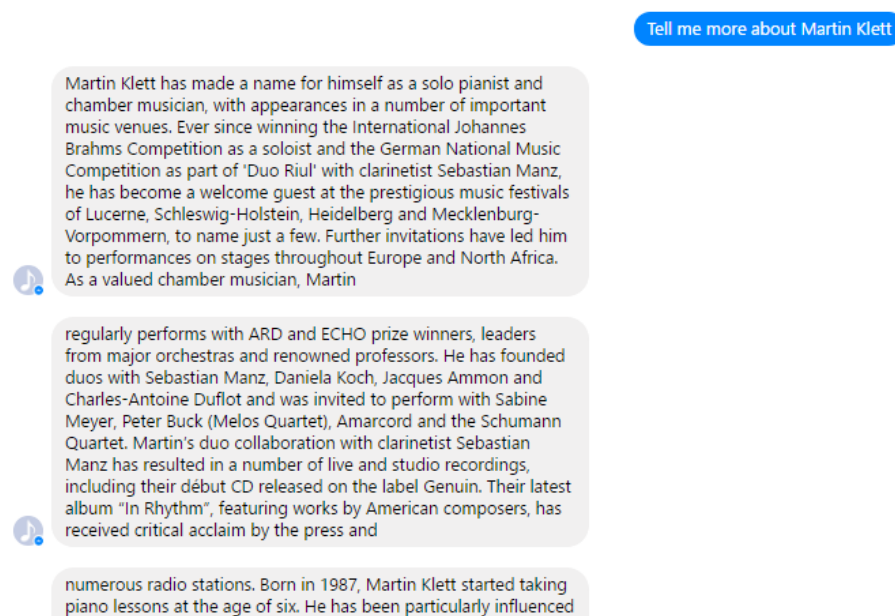 Tell me more about Martin Klett
Martin Klett has made a name for himself as a solo pianist and
chamber musician, with appearances in a number of important
music venues. Ever since winning the International Johannes
Brahms Competition as a soloist and the German National Music
Competition as part of 'Duo Riul' with clarinetist Sebastian Manz,
he has become a welcome guest at the prestigious music festivals
of Lucerne, Schleswig-Holstein, Heidelberg and Mecklenburg-
Vorpommern, to name just a few. Further invitations have led him
to performances on stages throughout Europe and North Africa.
As a valued chamber musician, Martin
regularly performs with ARD and ECHO prize winners, leaders
from major orchestras and renowned professors. He has founded
duos with Sebastian Manz, Daniela Koch, Jacques Ammon and
Charles-Antoine Duflot and was invited to perform with Sabine
Meyer, Peter Buck (Melos Quartet), Amarcord and the Schumann
Quartet. Martin's duo collaboration with clarinetist Sebastian
Manz has resulted in a number of live and studio recordings,
including their début CD released on the label Genuin. Their latest
album “In Rhythm”, featuring works by American composers, has
received critical acclaim by the press and
numerous radio stations. Born in 1987, Martin Klett started taking
piano lessons at the age of six. He has been particularly influenced